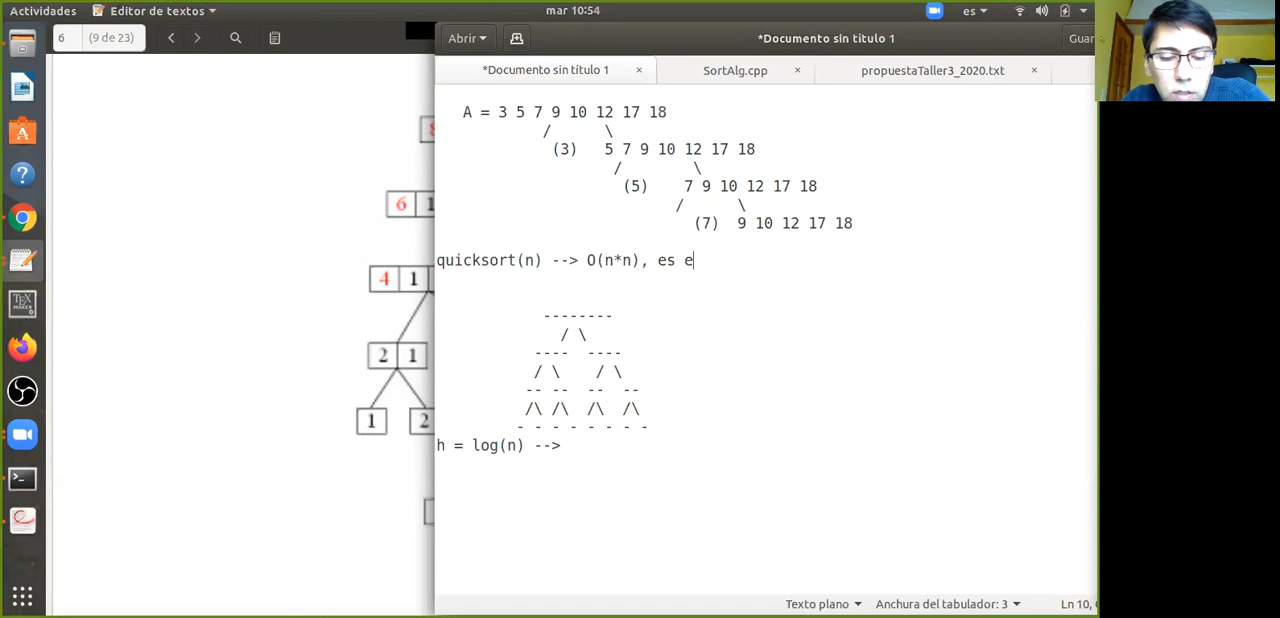 Actividades Editor de textos mar 10:54 es
6 (9 de 23) Abrir *Documento sin título 1 Guar
*Documento sin título 1 × SortAlg.cpp × propuestaTaller3_2020.txt ×
A = 3 5 7 9 10 12 17 18
/ \
(3) 5 7 9 10 12 17 18
/ \
(5) 7 9 10 12 17 18
/ \
(7) 9 10 12 17 18
quicksort(n) --> O(n*n), es e
--------
/ \
---- ----
/ \ / \
-- -- -- --
/\ /\ /\ /\
- - - - - - - -
h = log(n) -->
8
6 1
4 1
2 1
1 2
Texto plano Anchura del tabulador: 3 Ln 10,